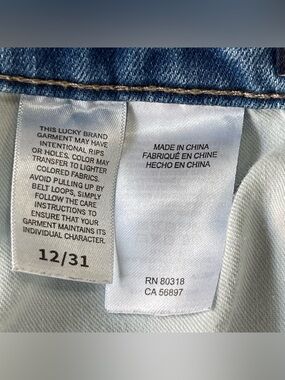 THIS LUCKY BRAND
GARMENT MAY HAVE
INTENTIONAL RIPS
OR HOLES. COLOR MAY
TRANSFER TO LIGHTER
COLORED FABRICS.
AVOID PULLING UP BY
BELT LOOPS, SIMPLY
FOLLOW THE CARE
INSTRUCTIONS TO
ENSURE THAT YOUR
GARMENT MAINTAINS ITS
INDIVIDUAL CHARACTER.
12/31
MADE IN CHINA
FABRIQUÉ EN CHINE
HECHO EN CHINA
RN 80318
CA 56897